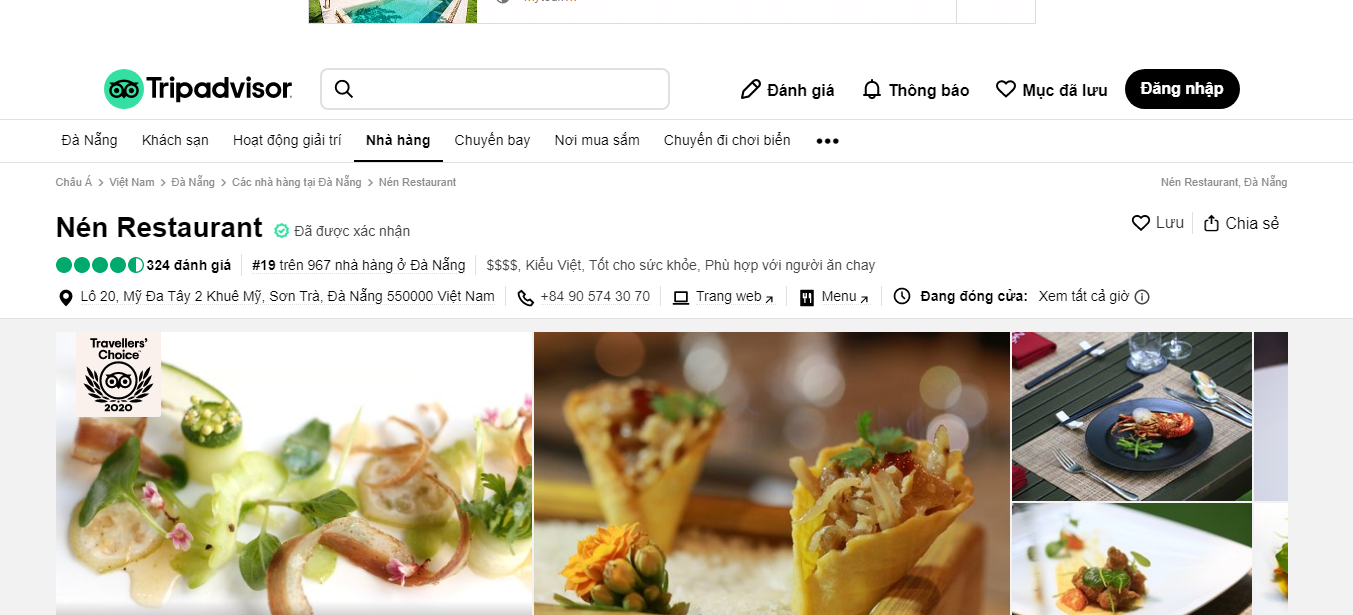 Tripadvisor
Đánh giá
Thông báo
Mục đã lưu
Đăng nhập
Đà Nẵng
Khách sạn
Hoạt động giải trí
Nhà hàng
Chuyến bay
Nơi mua sắm
Chuyến đi chơi biển
Châu Á > Việt Nam > Đà Nẵng > Các nhà hàng tại Đà Nẵng > Nén Restaurant
Nén Restaurant, Đà Nẵng
Nén Restaurant
Đã được xác nhận
Lưu
Chia sẻ
324 đánh giá
#19 trên 967 nhà hàng ở Đà Nẵng
$$$$, Kiểu Việt, Tốt cho sức khỏe, Phù hợp với người ăn chay
Lô 20, Mỹ Đa Tây 2 Khuê Mỹ, Sơn Trà, Đà Nẵng 550000 Việt Nam
+84 90 574 30 70
Trang web
Menu
Đang đóng cửa: Xem tất cả giờ
Travellers'
Choice
2020